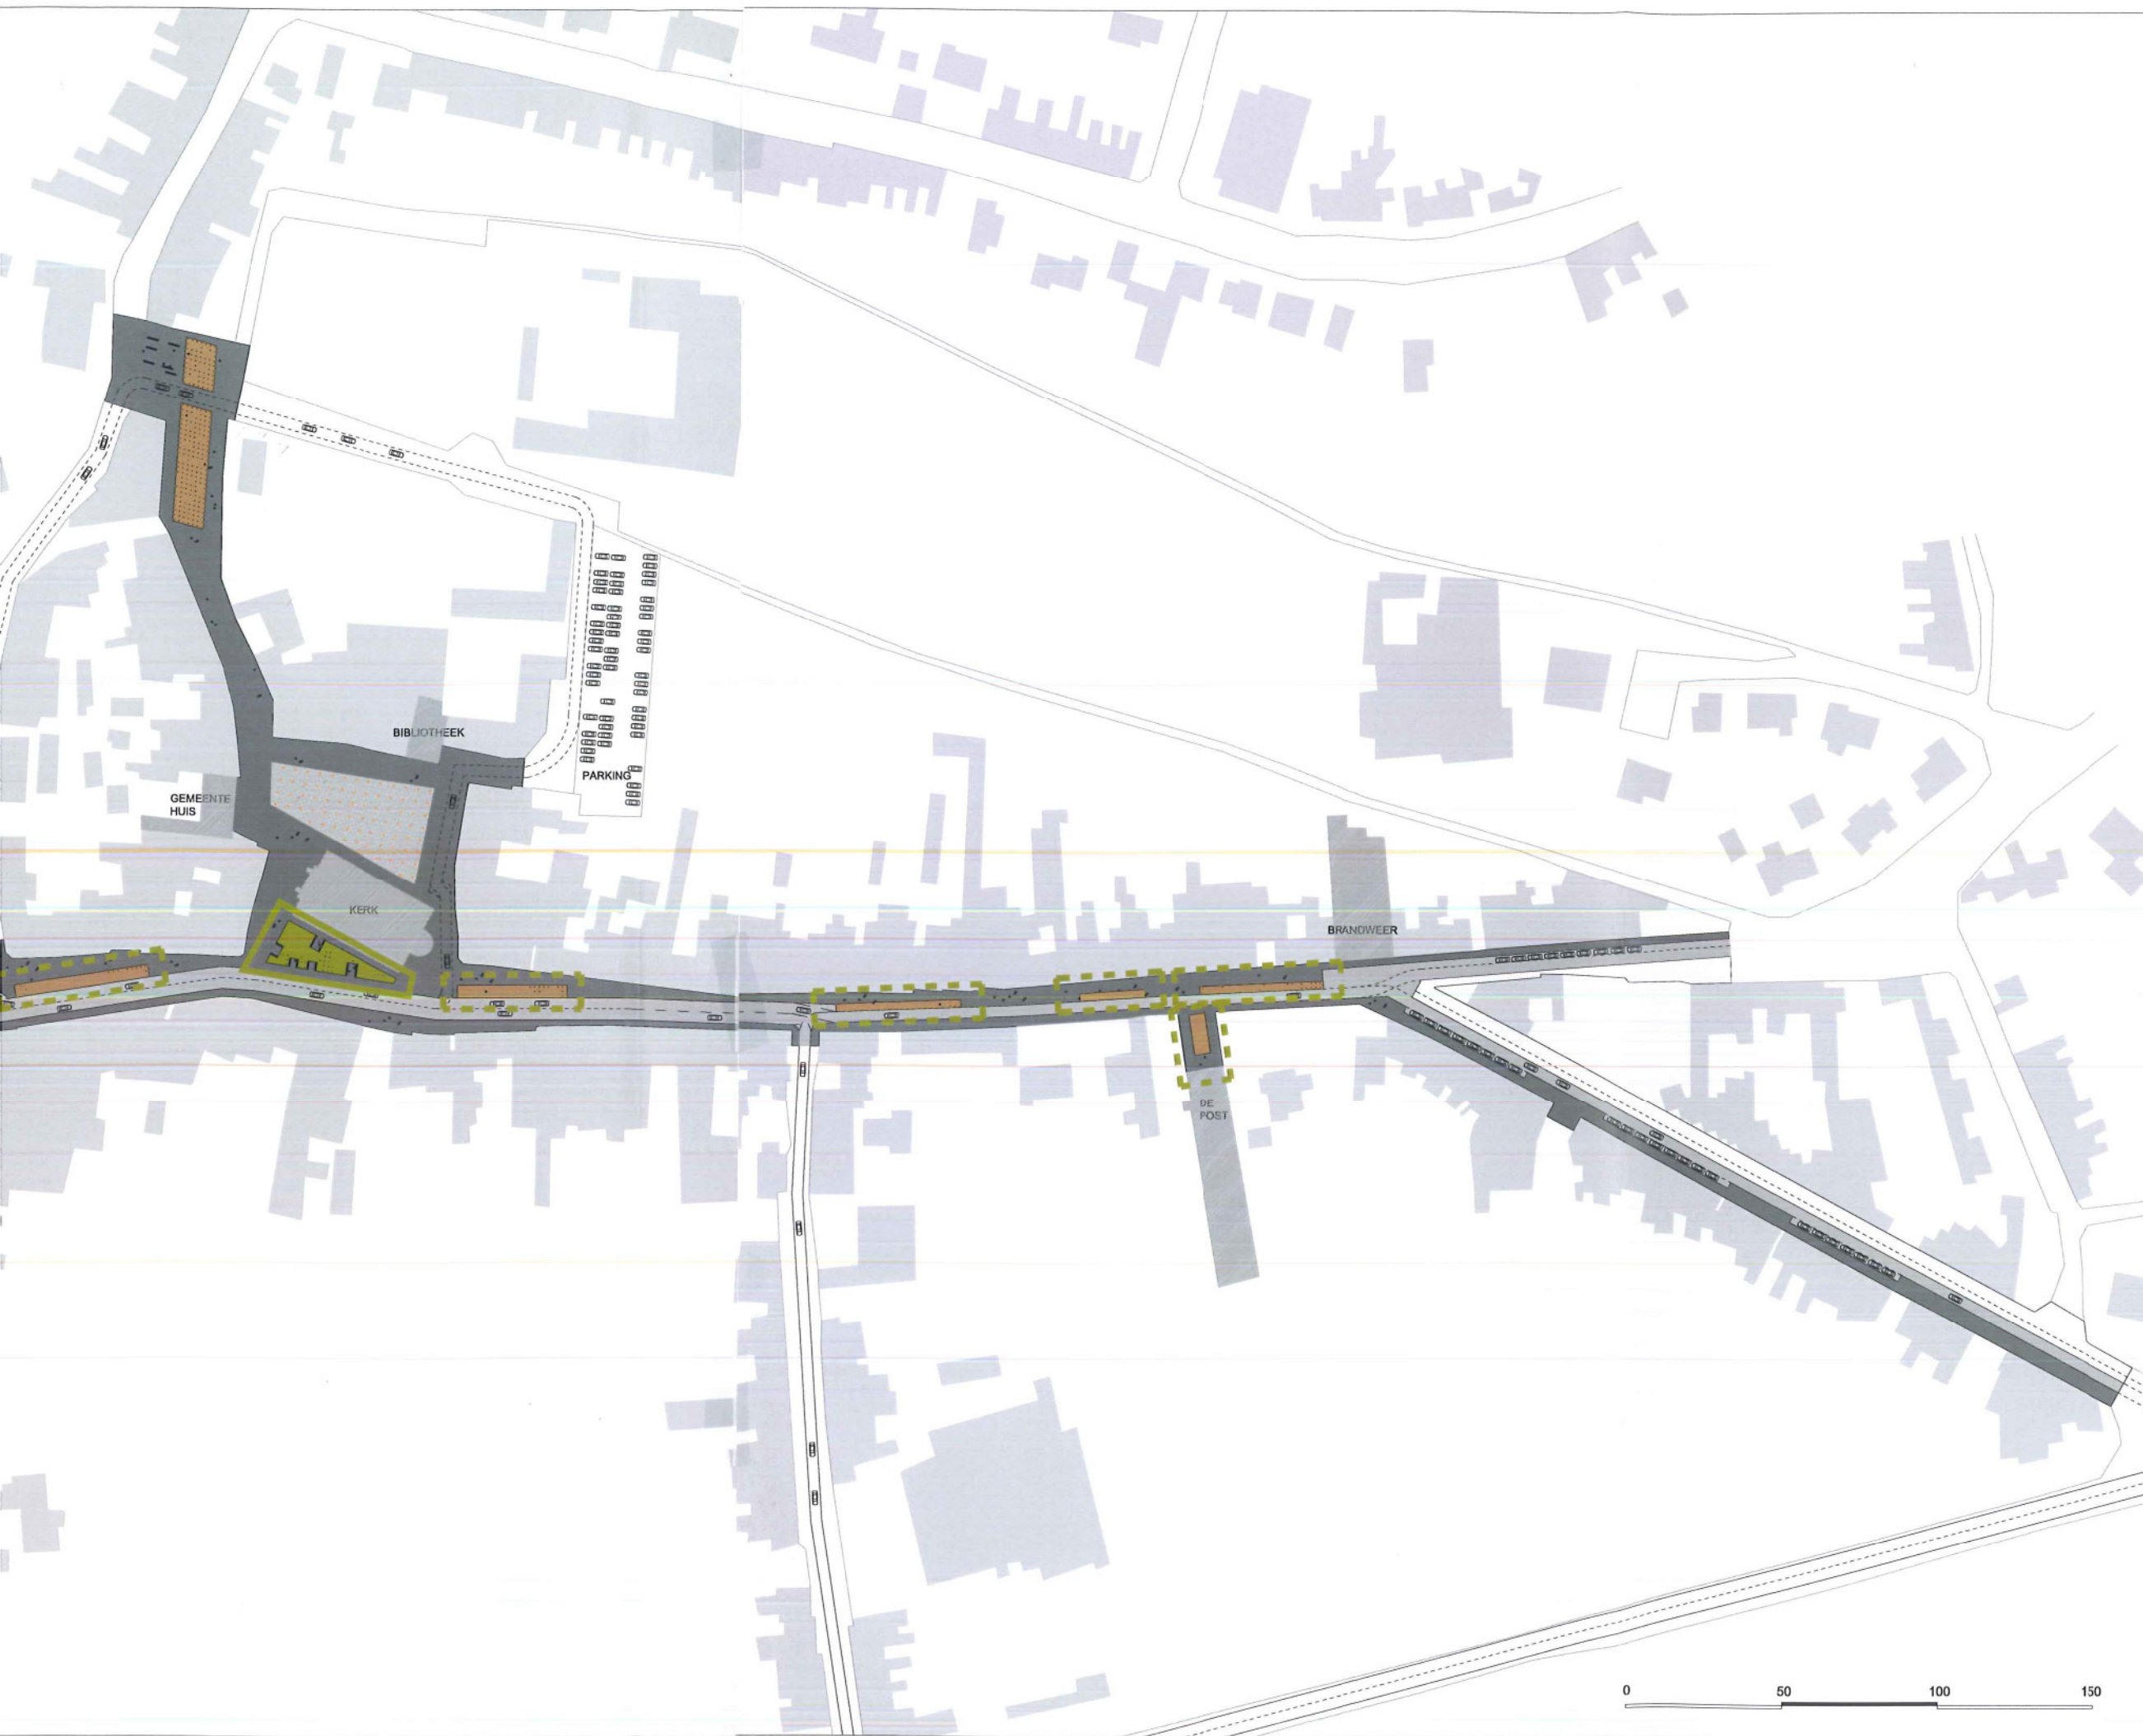 BIBLIOTHEEK
PARKING
GEMEENTE
HUIS
KERK
BRANDWEER
DE
POST
0 50 100 150